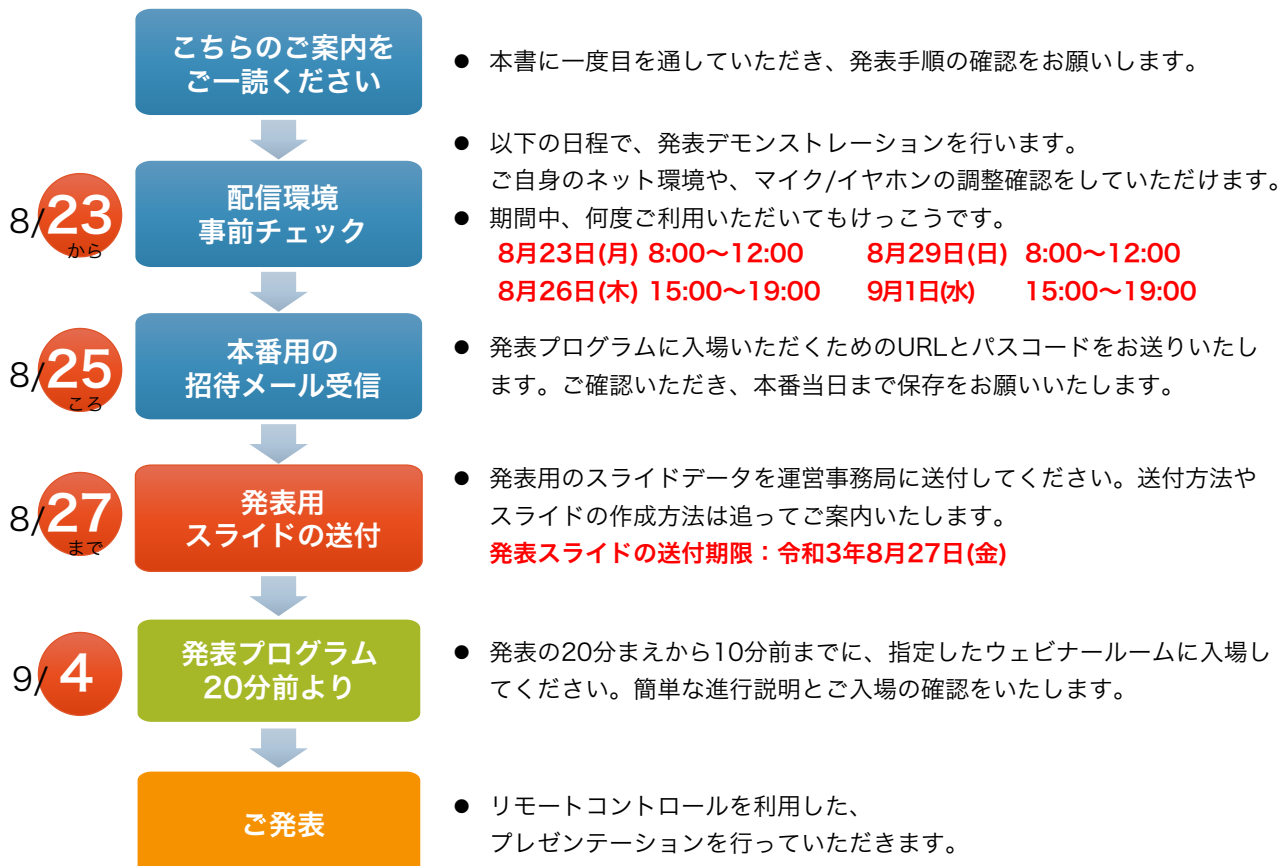 こちらのご案内を
ご一読ください
● 本書に一度目を通していただき、発表手順の確認をお願いします。
8/23
から
配信環境
事前チェック
● 以下の日程で、発表デモンストレーションを行います。
ご自身のネット環境や、マイク/イヤホンの調整確認をしていただけます。
● 期間中、何度ご利用いただいてもけっこうです。
8月23日(月) 8:00〜12:00 8月29日(日) 8:00〜12:00
8月26日(木) 15:00〜19:00 9月1日(水) 15:00〜19:00
8/25
ころ
本番用の
招待メール受信
● 発表プログラムに入場いただくためのURLとパスコードをお送りいたし
ます。ご確認いただき、本番当日まで保存をお願いいたします。
8/27
まで
発表用
スライドの送付
● 発表用のスライドデータを運営事務局に送付してください。送付方法や
スライドの作成方法は追ってご案内いたします。
発表スライドの送付期限：令和3年8月27日(金)
9/4
発表プログラム
20分前より
● 発表の20分まえから10分前までに、指定したウェビナールームに入場し
てください。簡単な進行説明とご入場の確認をいたします。
ご発表
● リモートコントロールを利用した、
プレゼンテーションを行っていただきます。